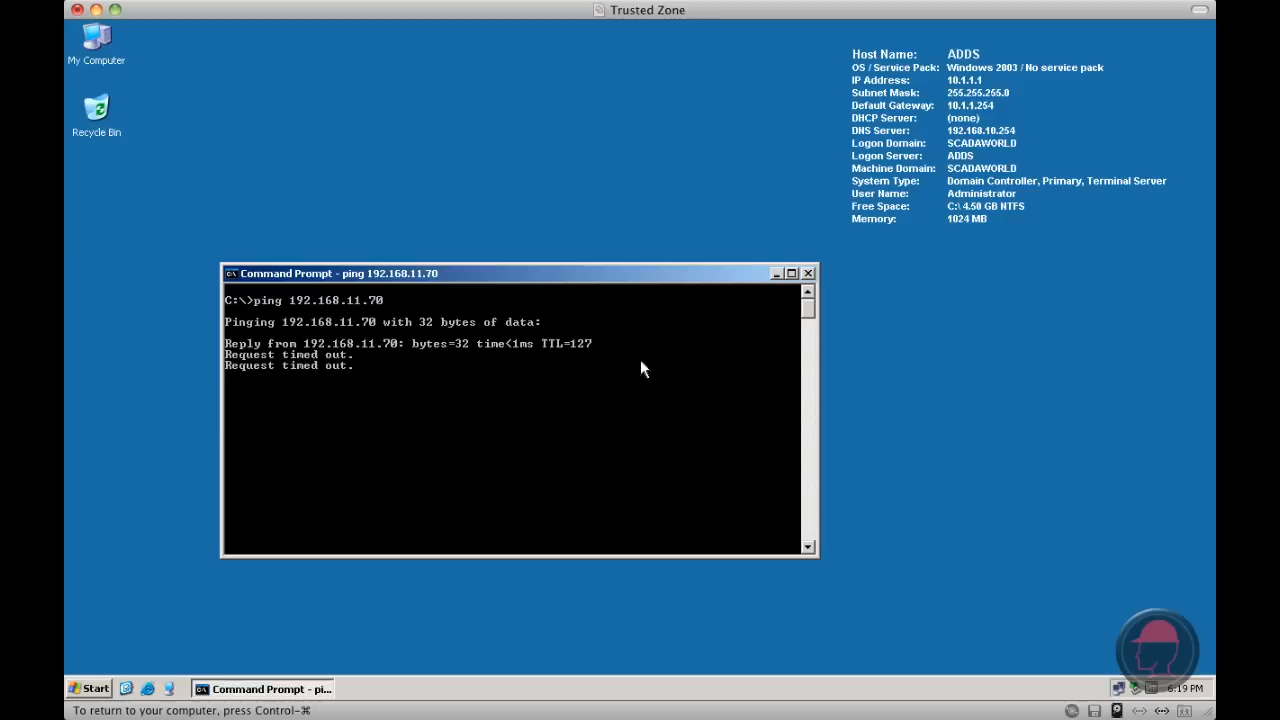 Trusted Zone
My Computer
Recycle Bin
Host Name: ADDS
OS / Service Pack: Windows 2003 / No service pack
IP Address: 10.1.1.1
Subnet Mask: 255.255.255.0
Default Gateway: 10.1.1.254
DHCP Server: (none)
DNS Server: 192.168.10.254
Logon Domain: SCADAWORLD
Logon Server: ADDS
Machine Domain: SCADAWORLD
System Type: Domain Controller, Primary, Terminal Server
User Name: Administrator
Free Space: C:\ 4.50 GB NTFS
Memory: 1024 MB
Command Prompt - ping 192.168.11.70
C:\>ping 192.168.11.70
Pinging 192.168.11.70 with 32 bytes of data:
Reply from 192.168.11.70: bytes=32 time<1ms TTL=127
Request timed out.
Request timed out.
Start
Command Prompt - pi...
6:19 PM
To return to your computer, press Control-⌘